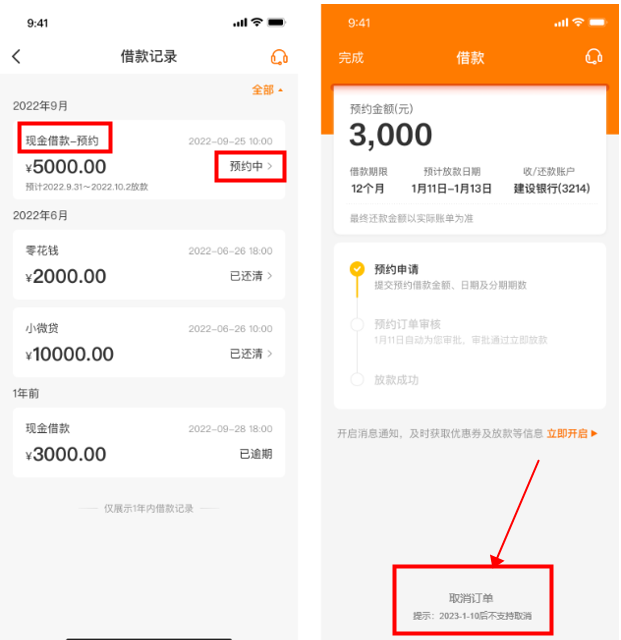 9:41
借款记录
全部
2022年9月
现金借款-预约
2022-09-25 10:00
¥5000.00
预约中 >
预计2022.9.31~2022.10.2放款
2022年6月
零花钱
2022-06-26 18:00
¥2000.00
已还清 >
小微贷
2022-06-26 10:00
¥10000.00
已还清 >
1年前
现金借款
2022-09-28 18:00
¥3000.00
已逾期
仅展示1年内借款记录
9:41
完成
借款
预约金额(元)
3,000
借款期限 预计放款日期 收/还款账户
12个月 1月11日-1月13日 建设银行(3214)
最终还款金额以实际账单为准
预约申请
提交预约借款金额、日期及分期期数
预约订单审核
1月11日自动为您审批，审批通过立即放款
放款成功
开启消息通知，及时获取优惠券及放款等信息 立即开启
取消订单
提示：2023-1-10后不支持取消